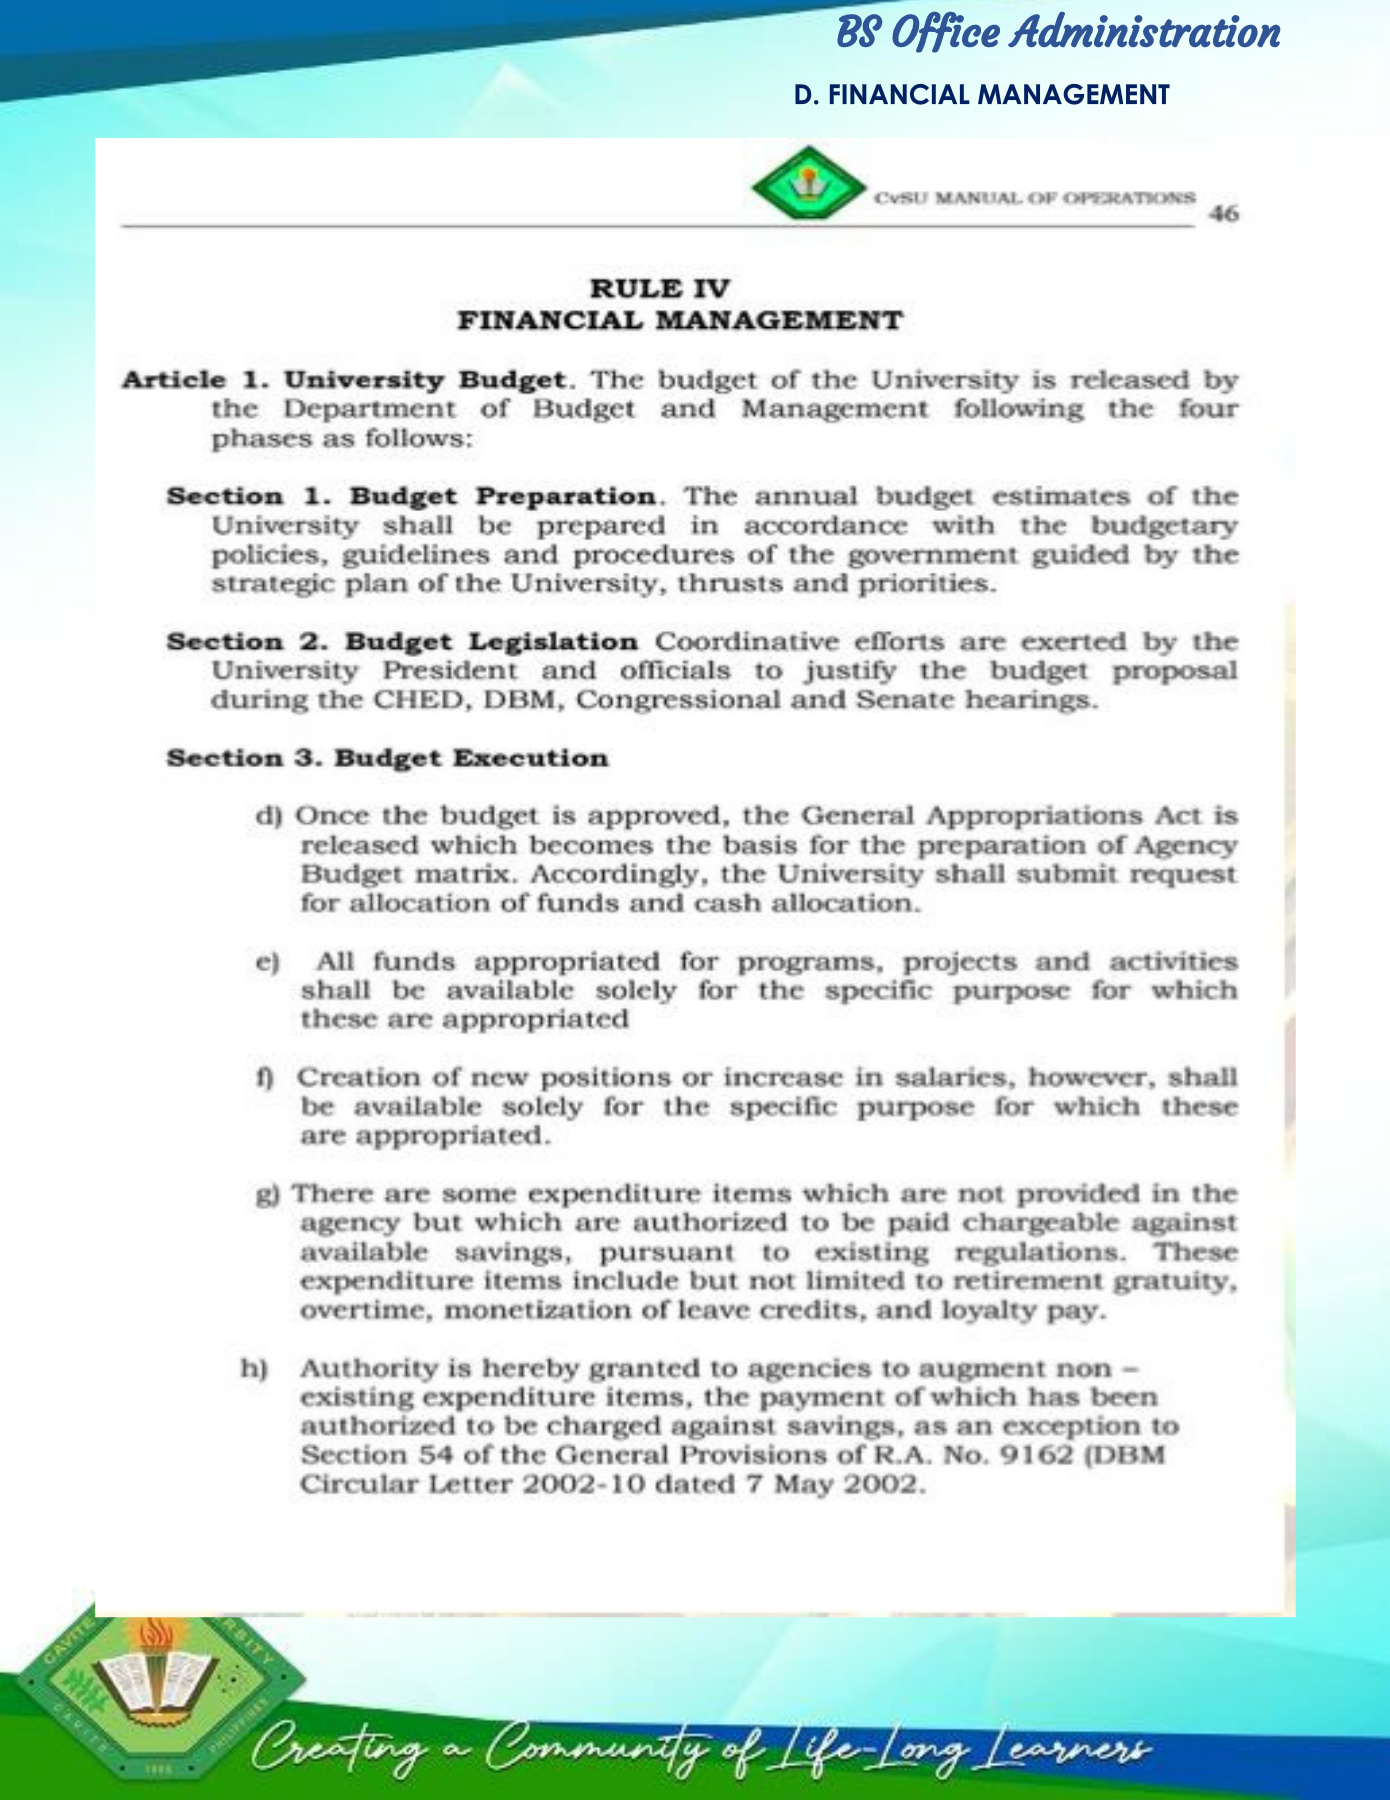 BS Office Administration
D. FINANCIAL MANAGEMENT
CvSU MANUAL OF OPERATIONS 46
RULE IV
FINANCIAL MANAGEMENT
Article 1. University Budget. The budget of the University is released by
the Department of Budget and Management following the four
phases as follows:
Section 1. Budget Preparation. The annual budget estimates of the
University shall be prepared in accordance with the budgetary
policies, guidelines and procedures of the government guided by the
strategic plan of the University, thrusts and priorities.
Section 2. Budget Legislation Coordinative efforts are exerted by the
University President and officials to justify the budget proposal
during the CHED, DBM, Congressional and Senate hearings.
Section 3. Budget Execution
d) Once the budget is approved, the General Appropriations Act is
released which becomes the basis for the preparation of Agency
Budget matrix. Accordingly, the University shall submit request
for allocation of funds and cash allocation.
e) All funds appropriated for programs, projects and activities
shall be available solely for the specific purpose for which
these are appropriated
f) Creation of new positions or increase in salaries, however, shall
be available solely for the specific purpose for which these
are appropriated.
g) There are some expenditure items which are not provided in the
agency but which are authorized to be paid chargeable against
available savings, pursuant to existing regulations. These
expenditure items include but not limited to retirement gratuity,
overtime, monetization of leave credits, and loyalty pay.
h) Authority is hereby granted to agencies to augment non –
existing expenditure items, the payment of which has been
authorized to be charged against savings, as an exception to
Section 54 of the General Provisions of R.A. No. 9162 (DBM
Circular Letter 2002-10 dated 7 May 2002.
CAVITE
CAVITE
PHILIPPINES
1906
Creating a Community of Life-Long Learners